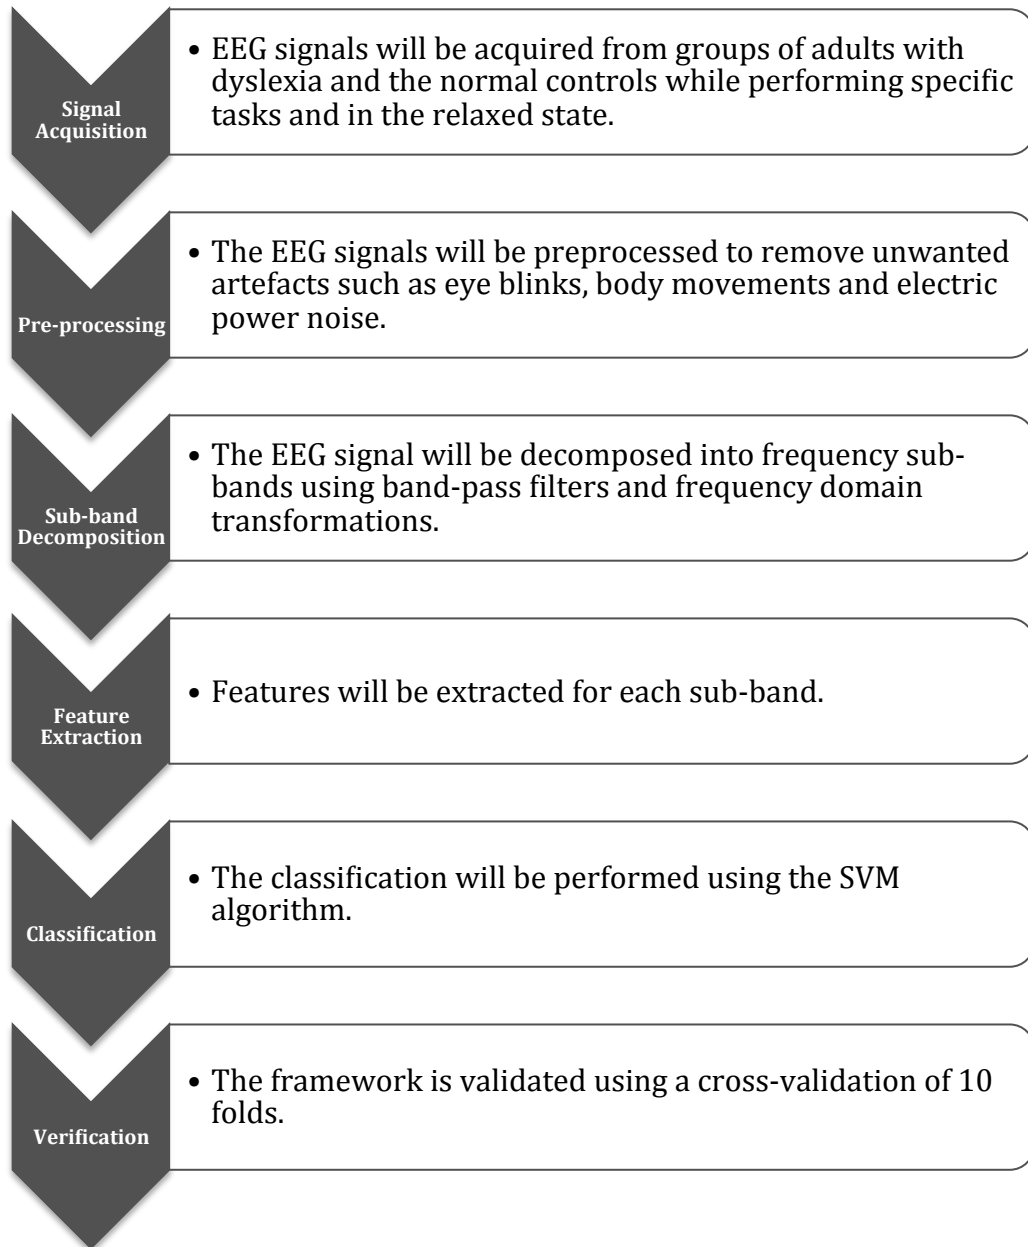 Signal
Acquisition
• EEG signals will be acquired from groups of adults with
dyslexia and the normal controls while performing specific
tasks and in the relaxed state.
Pre-processing
• The EEG signals will be preprocessed to remove unwanted
artefacts such as eye blinks, body movements and electric
power noise.
Sub-band
Decomposition
• The EEG signal will be decomposed into frequency sub-
bands using band-pass filters and frequency domain
transformations.
Feature
Extraction
• Features will be extracted for each sub-band.
Classification
• The classification will be performed using the SVM
algorithm.
Verification
• The framework is validated using a cross-validation of 10
folds.